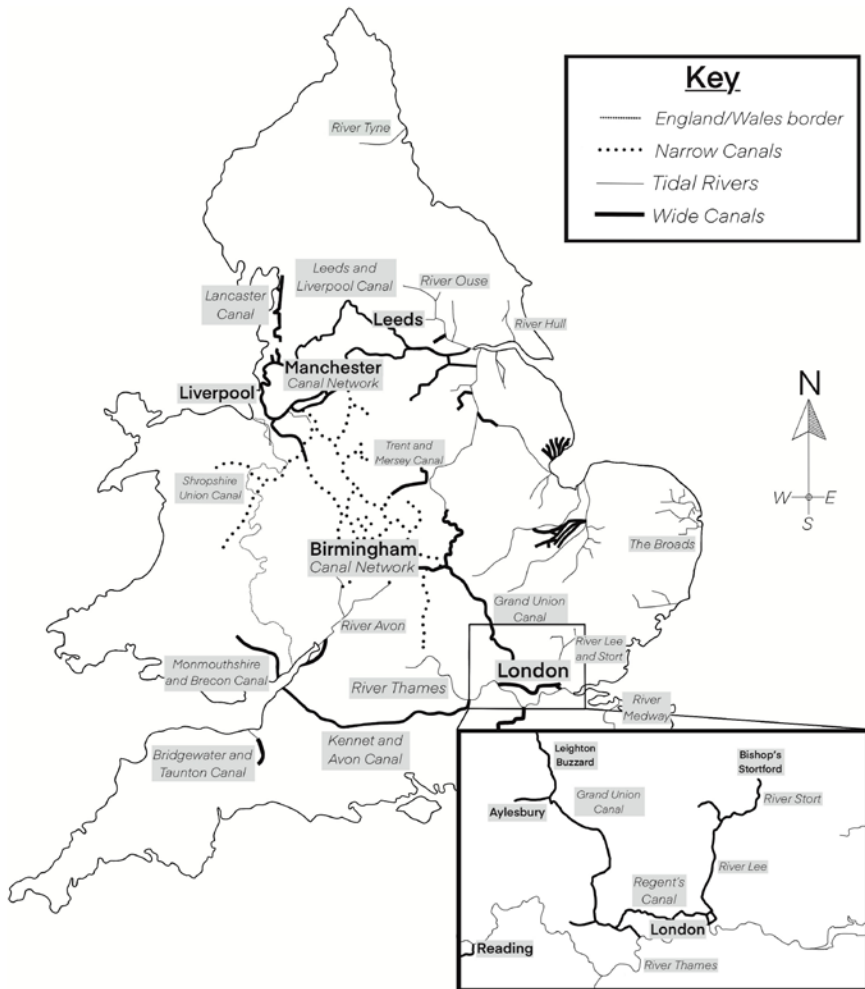 Key
England/Wales border
Narrow Canals
Tidal Rivers
Wide Canals
River Tyne
Leeds and
Liverpool Canal
River Ouse
Lancaster
Canal
Leeds
River Hull
Manchester
Canal Network
Liverpool
N
W E
S
Trent and
Mersey Canal
Shropshire
Union Canal
Birmingham
Canal Network
The Broads
Grand Union
Canal
River Avon
River Lee
and Stort
Monmouthshire
and Brecon Canal
London
River Thames
River
Medway
Kennet and
Avon Canal
Bridgewater and
Taunton Canal
Leighton
Buzzard
Bishop's
Stortford
Grand Union
Canal
River Stort
Aylesbury
River Lee
Regent's
Canal
London
Reading
River Thames